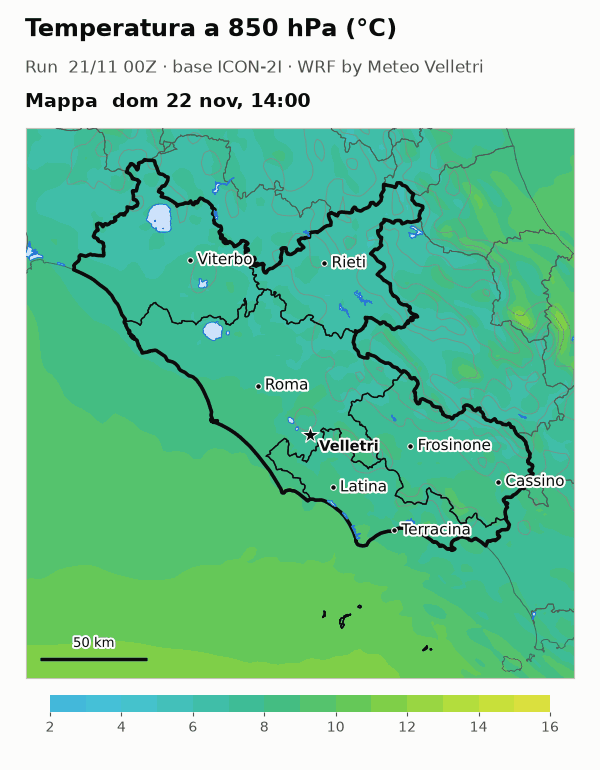 Temperatura a 850 hPa (°C)
Run 21/11 00Z · base ICON-2I · WRF by Meteo Velletri
Mappa dom 22 nov, 14:00
Viterbo
Rieti
Roma
Velletri
Frosinone
Latina
Cassino
Terracina
50 km
2 4 6 8 10 12 14 16